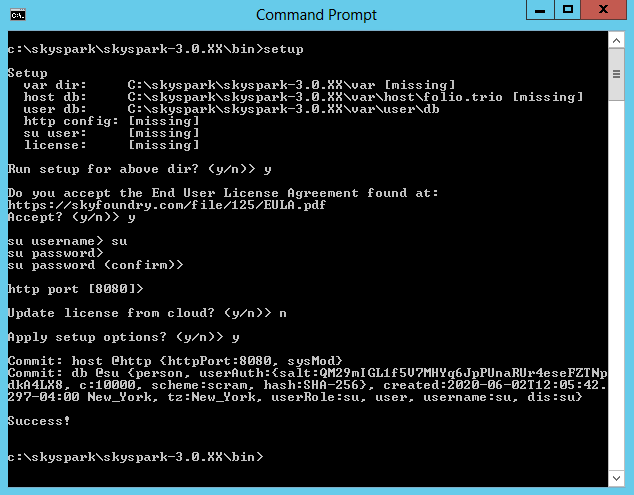 Command Prompt
c:\skyspark\skyspark-3.0.XX\bin>setup
Setup
var dir: C:\skyspark\skyspark-3.0.XX\var [missing]
host db: C:\skyspark\skyspark-3.0.XX\var\host\folio.trio [missing]
user db: C:\skyspark\skyspark-3.0.XX\var\user\db
http config: [missing]
su user: [missing]
license: [missing]
Run setup for above dir? (y/n)> y
Do you accept the End User License Agreement found at:
https://skyfoundry.com/file/125/EULA.pdf
Accept? (y/n)> y
su username> su
su password>
su password (confirm)>
http port [8080]>
Update license from cloud? (y/n)> n
Apply setup options? (y/n)> y
Commit: host @http {httpPort:8080, sysMod}
Commit: db @su {person, userAuth:{salt:QM29mIGL1f5V7MHYq6JpPUnaRUr4eseFZTNp
dkA4LX8, c:10000, scheme:scram, hash:SHA-256}, created:2020-06-02T12:05:42.
297-04:00 New_York, tz:New_York, userRole:su, user, username:su, dis:su}
Success!
c:\skyspark\skyspark-3.0.XX\bin>